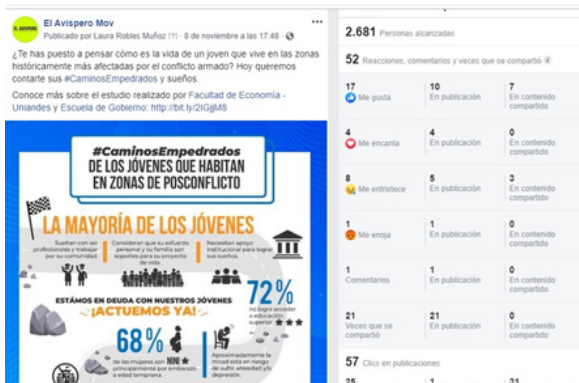 EL AVISPERO
El Avispero Mov
Publicado por Laura Robles Muñoz [?] · 8 de noviembre a las 17:48 ·
¿Te has puesto a pensar cómo es la vida de un joven que vive en las zonas
históricamente más afectadas por el conflicto armado? Hoy queremos
contarte sus #CaminosEmpedrados y sueños.
Conoce más sobre el estudio realizado por Facultad de Economía -
Uniandes y Escuela de Gobierno: http://bit.ly/2IGjjM8
#CaminosEmpedrados
DE LOS JÓVENES QUE HABITAN
EN ZONAS DE POSCONFLICTO
LA MAYORÍA DE LOS JÓVENES
Sueñan con ser
profesionales y trabajar
por su comunidad.
Consideran que su esfuerzo
personal y su familia son
soportes para su proyecto
de vida.
Necesitan apoyo
institucional para lograr
sus sueños.
ESTÁMOS EN DEUDA CON NUESTROS JÓVENES
¡ACTUEMOS YA!
72%
no logra acceder
a educación
superior
68%
de las mujeres son NINI
principalmente por embarazo
a edad temprana.
Aproximadamente la
mitad está en riesgo
de sufrir ansiedad y/o
depresión.
2.681 Personas alcanzadas
52 Reacciones, comentarios y veces que se compartió
17
Me gusta
10
En publicación
7
En contenido
compartido
4
Me encanta
4
En publicación
0
En contenido
compartido
8
Me entristece
5
En publicación
3
En contenido
compartido
1
Me enoja
1
En publicación
0
En contenido
compartido
1
Comentarios
1
En publicación
0
En contenido
compartido
21
Veces que se
compartió
21
En publicación
0
En contenido
compartido
57 Clics en publicaciones
25
1
31